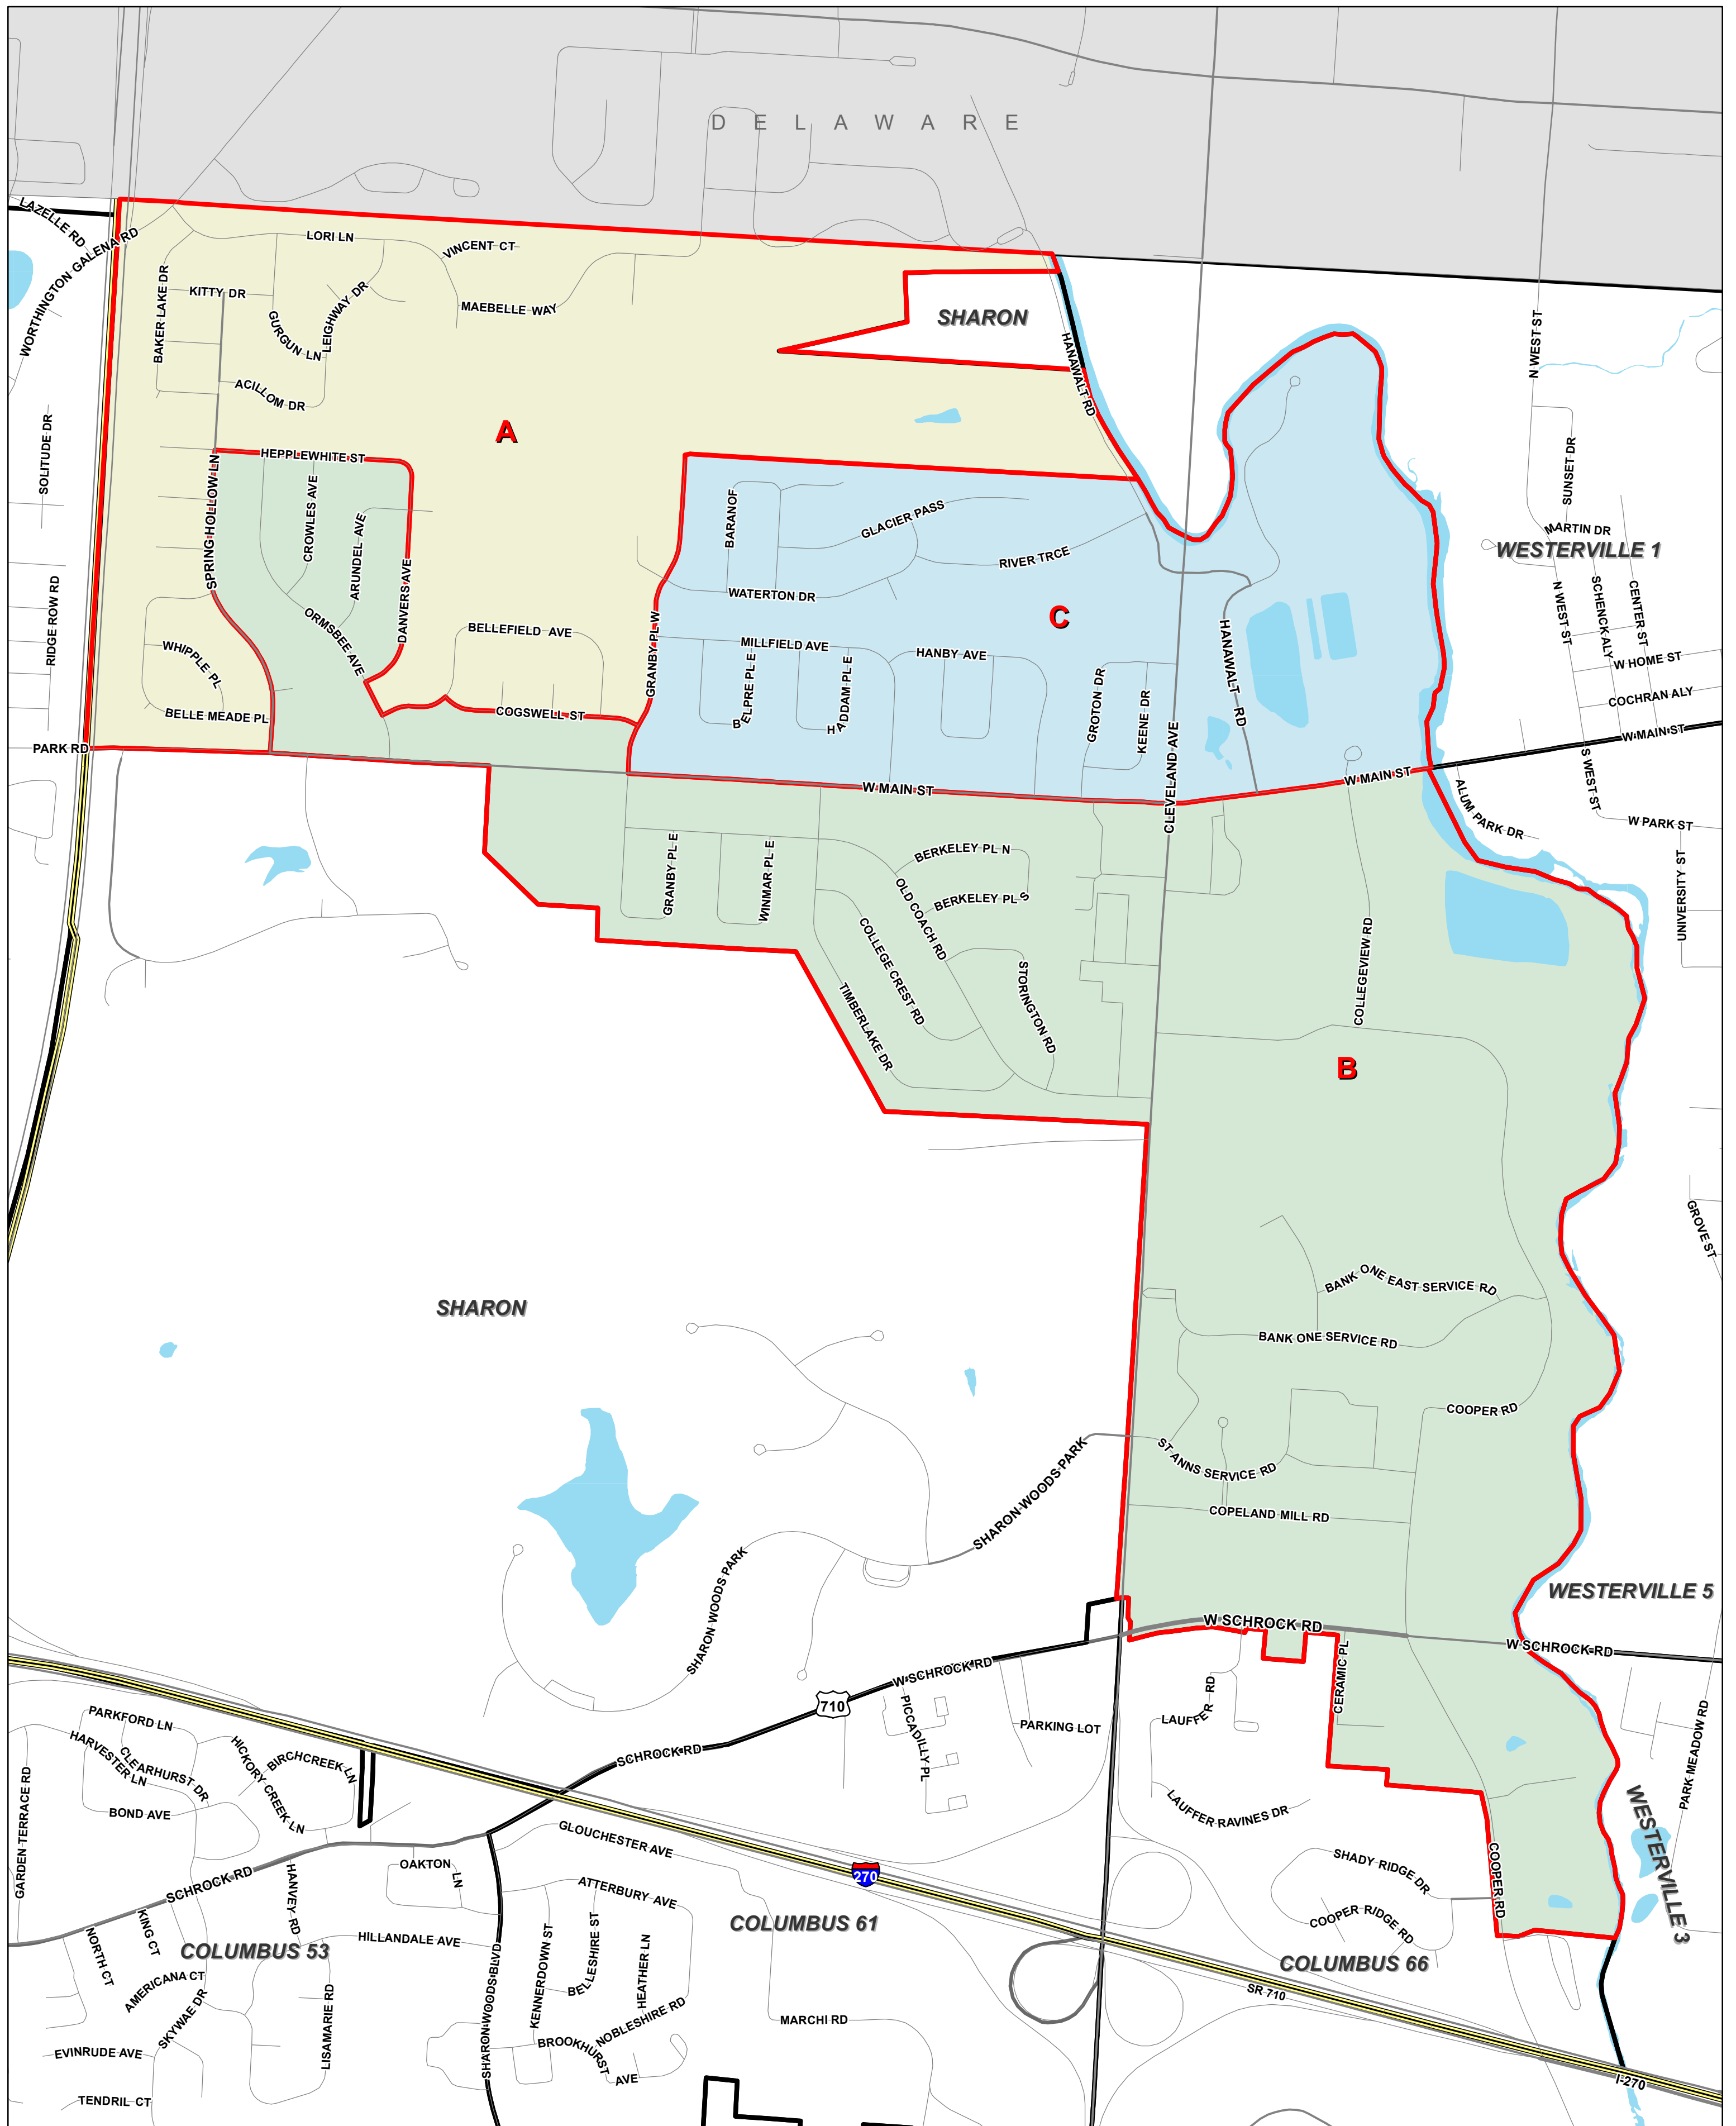 D E L A W A R E
LAZELLE RD
WORTHINGTON GALENA RD
LORI LN
VINCENT CT
BAKER LAKE DR
KITTY DR
GURGUN LN
LEIGHWAY DR
MAEBELLE WAY
ACILLOM DR
SHARON
HANAWALT RD
N WEST ST
SOLITUDE DR
A
HEPPLEWHITE ST
SPRING HOLLOW LN
CROWLES AVE
ARUNDEL AVE
DANVERS AVE
ORMSBEE AVE
BARANOF
GLACIER PASS
RIVER TRCE
WATERTON DR
SUNSET DR
MARTIN DR
WESTERVILLE 1
RIDGE ROW RD
WHIPPLE PL
BELLE MEADE PL
BELLEFIELD AVE
COGSWELL ST
GRANBY PL W
MILLFIELD AVE
BELPRE PL E
HADDAM PL E
HANBY AVE
C
GROTON DR
KEENE DR
CLEVELAND AVE
HANAWALT RD
N WEST ST
SCHENCK ALY
CENTER ST
W HOME ST
COCHRAN ALY
W MAIN ST
PARK RD
W MAIN ST
W MAIN ST
S WEST ST
ALUM PARK DR
W PARK ST
UNIVERSITY ST
GRANBY PL E
WINMAR PL E
BERKELEY PL N
BERKELEY PL S
OLD COACH RD
COLLEGE CREST RD
STORINGTON RD
TIMBERLAKE DR
COLLEGEVIEW RD
B
GROVE ST
BANK ONE EAST SERVICE RD
BANK ONE SERVICE RD
SHARON
COOPER RD
ST ANNS SERVICE RD
COPELAND MILL RD
SHARON WOODS PARK
SHARON WOODS PARK
WESTERVILLE 5
W SCHROCK RD
W SCHROCK RD
W SCHROCK RD
CERAMIC PL
LAUFFER RD
PARKING LOT
PICCADILLY PL
710
SCHROCK RD
PARK MEADOW RD
PARKFORD LN
HARVESTER LN
CLEARHURST DR
HICKORY CREEK LN
BIRCHCREEK LN
BOND AVE
GARDEN TERRACE RD
LAUFFER RAVINES DR
WESTERVILLE 3
GLOUCHESTER AVE
OAKTON LN
SCHROCK RD
HARVEY RD
270
ATTERBURY AVE
SHADY RIDGE DR
COOPER RD
COOPER RIDGE RD
KING CT
NORTH CT
COLUMBUS 53
HILLANDALE AVE
COLUMBUS 61
COLUMBUS 66
KENNERDOWN ST
BELLESHIRE ST
HEATHER LN
SHARON WOODS BLVD
AMERICANA CT
SKYWAE DR
LISAMARIE RD
SR 710
NOBLESHIRE RD
MARCHI RD
EVINRUDE AVE
BROOKHURST AVE
TENDRIL CT
I-270